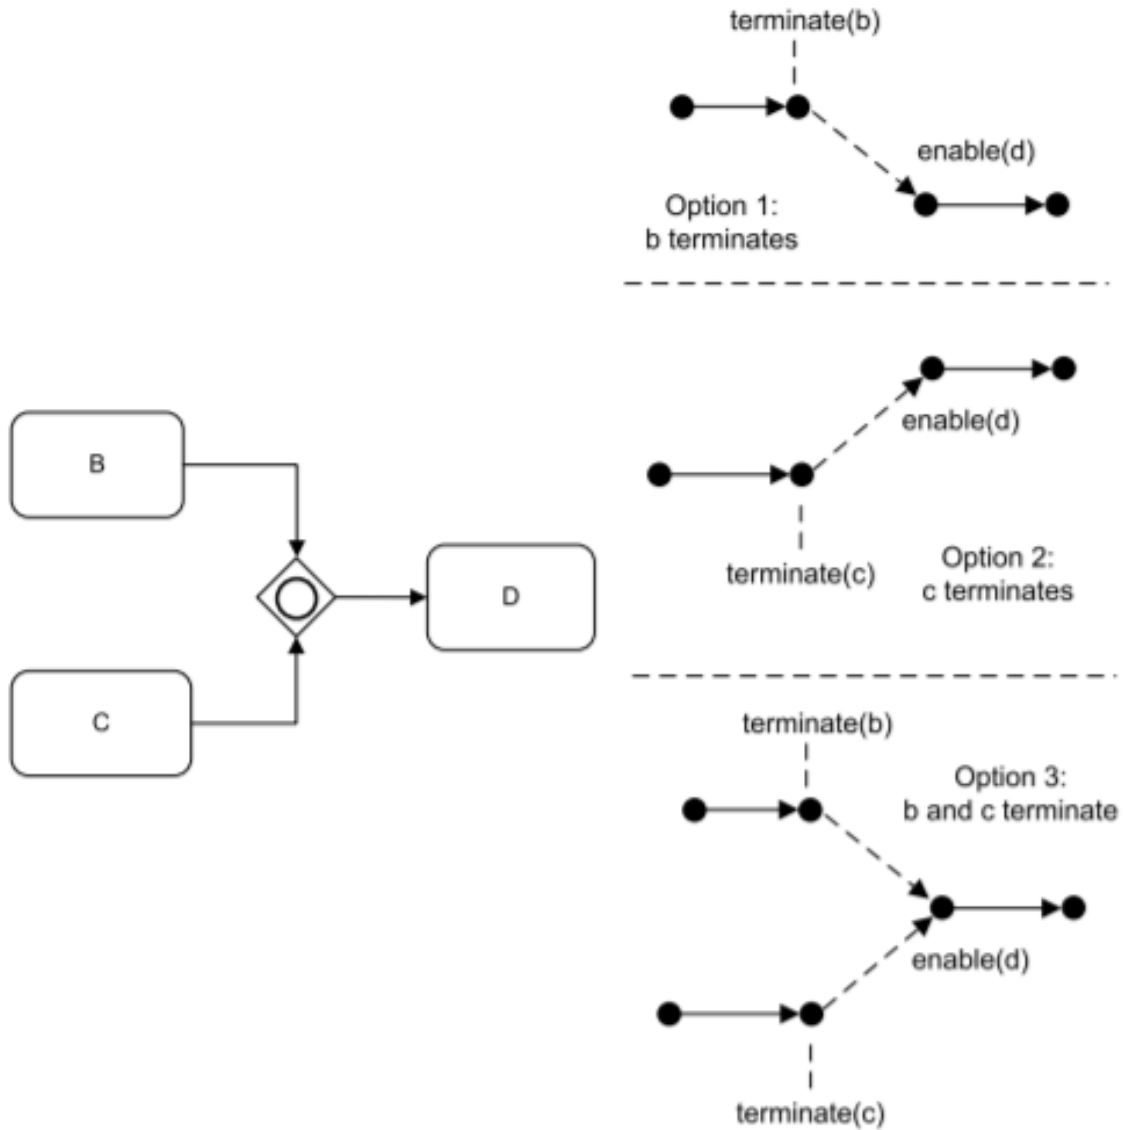 terminate(b)
enable(d)
Option 1:
b terminates
enable(d)
terminate(c)
Option 2:
c terminates
B
D
C
terminate(b)
Option 3:
b and c terminate
enable(d)
terminate(c)